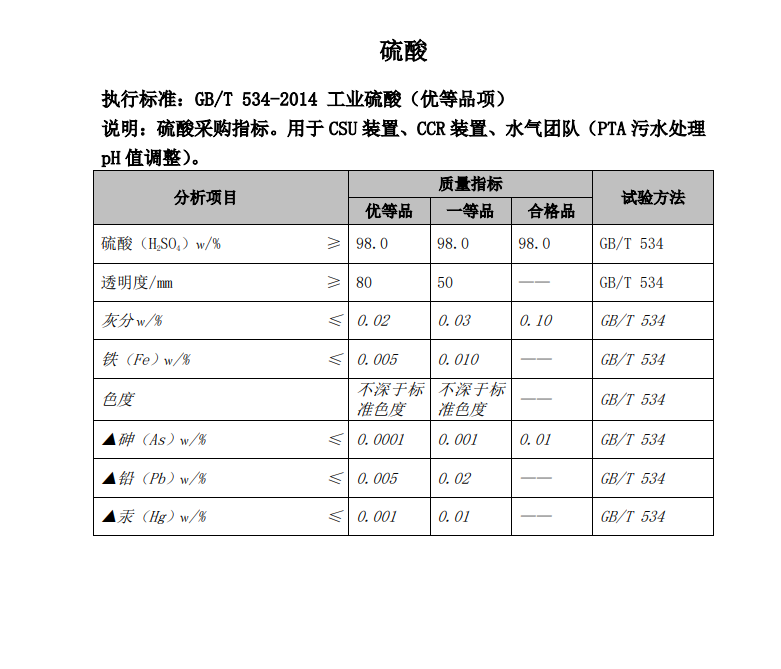 硫酸
执行标准：GB/T 534-2014 工业硫酸（优等品项）
说明：硫酸采购指标。用于 CSU 装置、CCR 装置、水气团队（PTA 污水处理
pH 值调整）。
分析项目 质量指标 试验方法
优等品 一等品 合格品
硫酸（H₂SO₄）w/% ≥ 98.0 98.0 98.0 GB/T 534
透明度/mm ≥ 80 50 —— GB/T 534
灰分 w/% ≤ 0.02 0.03 0.10 GB/T 534
铁（Fe）w/% ≤ 0.005 0.010 —— GB/T 534
色度 不深于标准色度 不深于标准色度 —— GB/T 534
▲砷（As）w/% ≤ 0.0001 0.001 0.01 GB/T 534
▲铅（Pb）w/% ≤ 0.005 0.02 —— GB/T 534
▲汞（Hg）w/% ≤ 0.001 0.01 —— GB/T 534